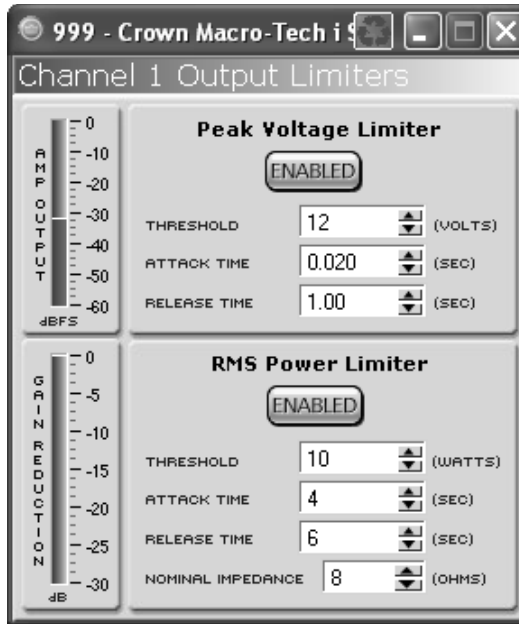 999 - Crown Macro-Tech i
Channel 1 Output Limiters
AMP OUTPUT
0
-10
-20
-30
-40
-50
-60
dBFS
Peak Voltage Limiter
ENABLED
THRESHOLD 12 (VOLTS)
ATTACK TIME 0.020 (SEC)
RELEASE TIME 1.00 (SEC)
GAIN REDUCTION
0
-5
-10
-15
-20
-25
-30
dB
RMS Power Limiter
ENABLED
THRESHOLD 10 (WATTS)
ATTACK TIME 4 (SEC)
RELEASE TIME 6 (SEC)
NOMINAL IMPEDANCE 8 (OHMS)